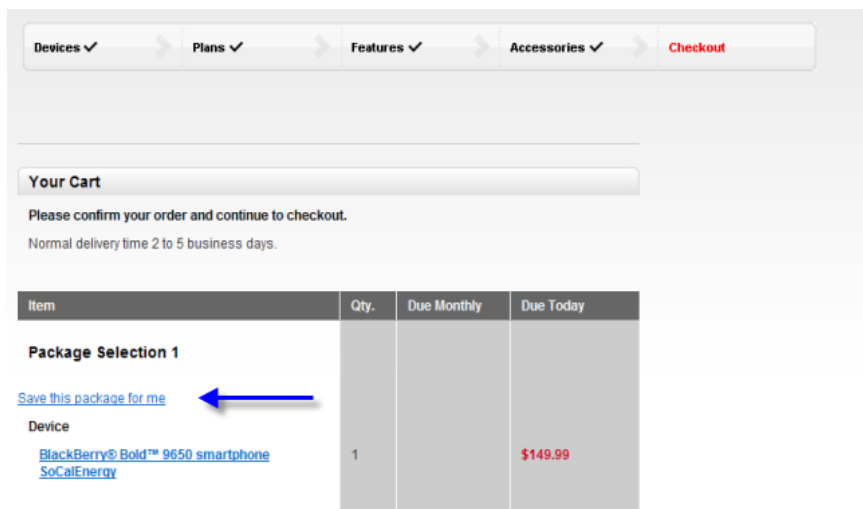 Devices ✓ Plans ✓ Features ✓ Accessories ✓ Checkout
Your Cart
Please confirm your order and continue to checkout.
Normal delivery time 2 to 5 business days.
Item Qty. Due Monthly Due Today
Package Selection 1
Save this package for me
Device
BlackBerry® Bold™ 9650 smartphone 1 $149.99
SoCalEnergy